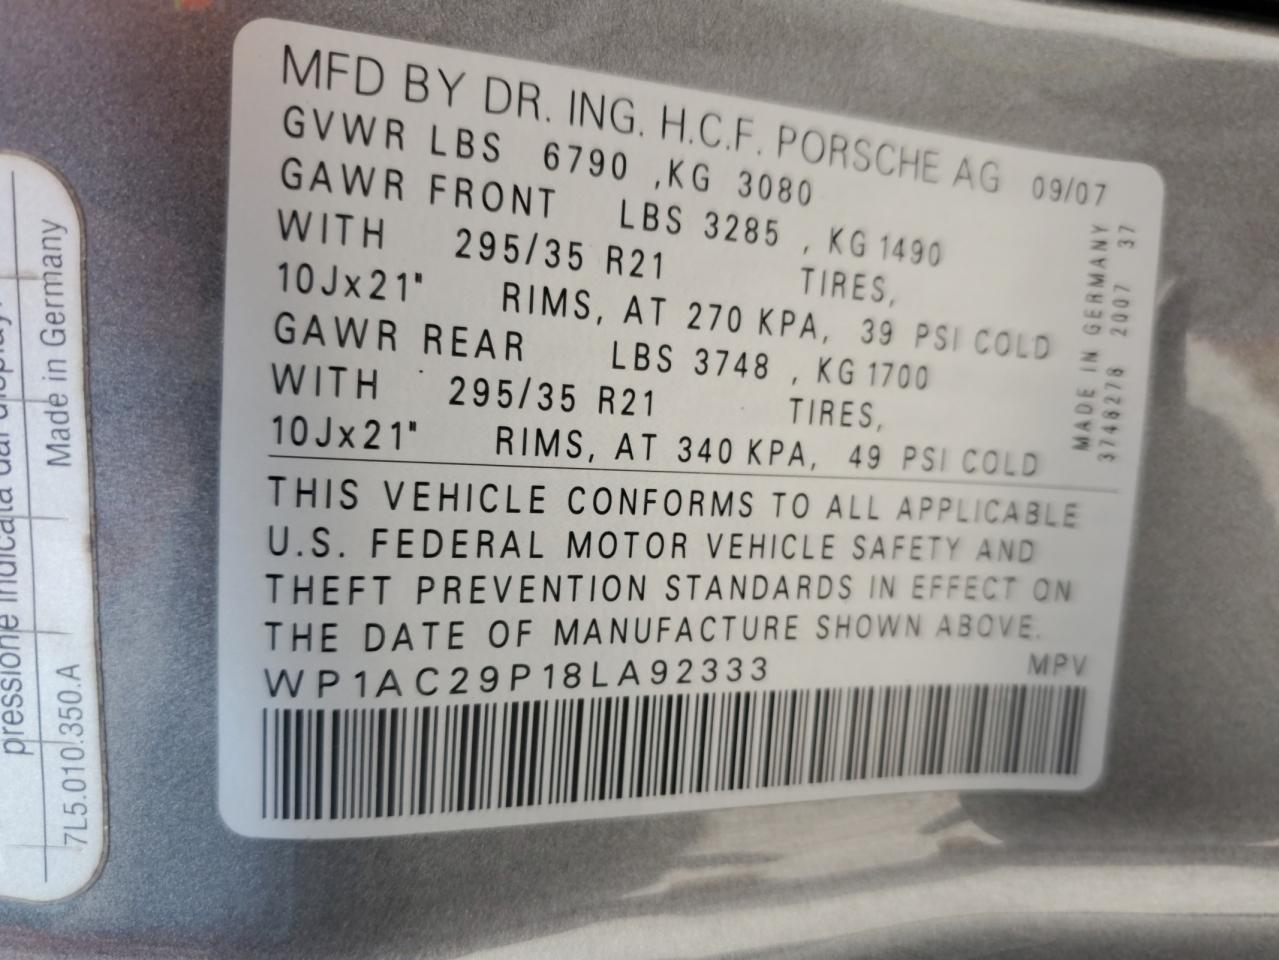 MFD BY DR. ING. H.C.F. PORSCHE AG 09/07
GVWR LBS 6790 ,KG 3080
GAWR FRONT LBS 3285 , KG 1490
WITH 295/35 R21 TIRES,
10Jx21" RIMS, AT 270 KPA, 39 PSI COLD
GAWR REAR LBS 3748 , KG 1700
WITH 295/35 R21 TIRES,
10Jx21" RIMS, AT 340 KPA, 49 PSI COLD
MADE IN GERMANY
3748278 2007 37
THIS VEHICLE CONFORMS TO ALL APPLICABLE
U.S. FEDERAL MOTOR VEHICLE SAFETY AND
THEFT PREVENTION STANDARDS IN EFFECT ON
THE DATE OF MANUFACTURE SHOWN ABOVE.
WP1AC29P18LA92333 MPV
pressione indicata dal display.
7L5.010.350.A Made in Germany